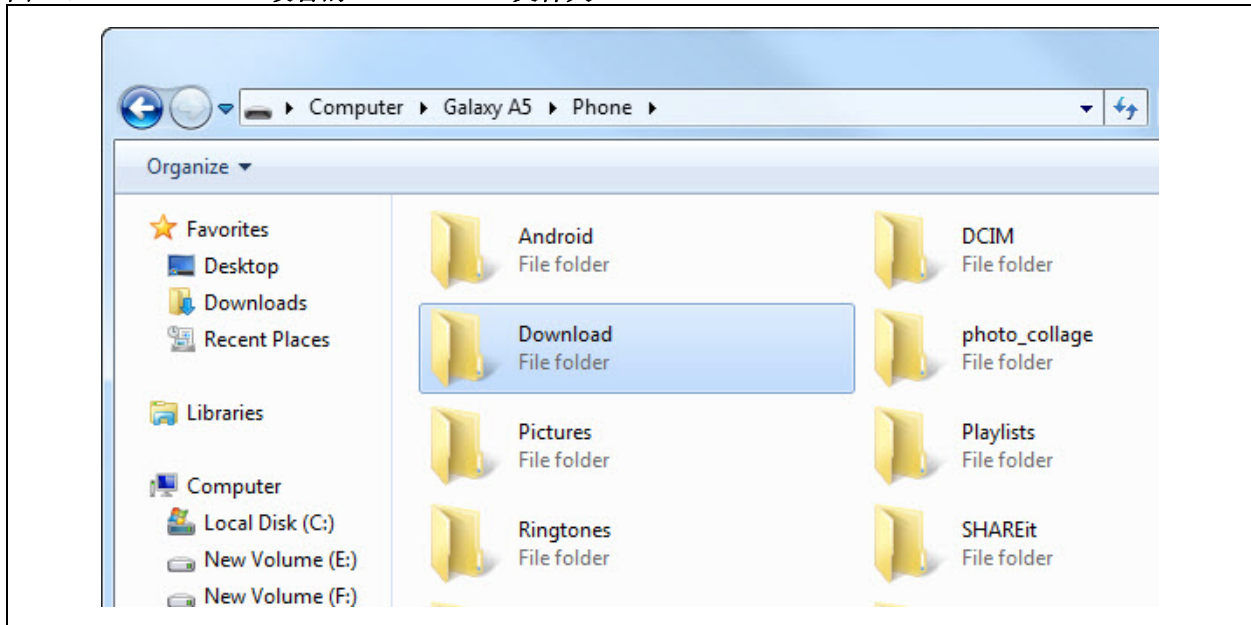 Computer ▸ Galaxy A5 ▸ Phone ▸
Organize
Favorites
Desktop
Downloads
Recent Places
Libraries
Computer
Local Disk (C:)
New Volume (E:)
New Volume (F:)
Android
File folder
DCIM
File folder
Download
File folder
photo_collage
File folder
Pictures
File folder
Playlists
File folder
Ringtones
File folder
SHAREit
File folder